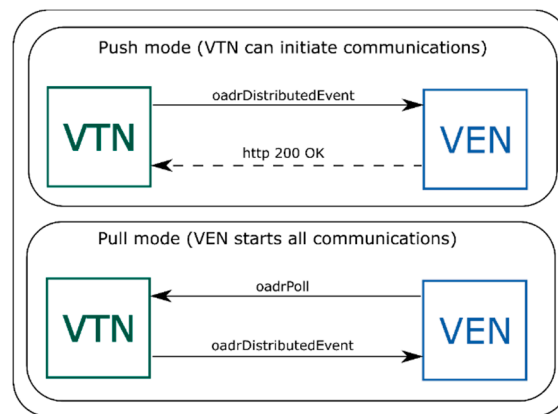 Push mode (VTN can initiate communications)
VTN
oadrDistributedEvent
VEN
http 200 OK
Pull mode (VEN starts all communications)
VTN
oadrPoll
VEN
oadrDistributedEvent